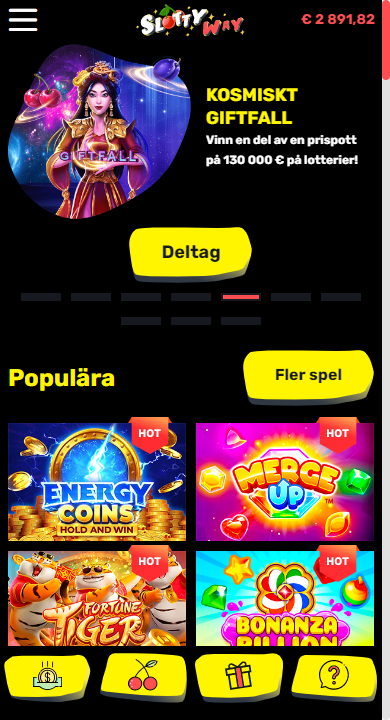 SLOTTY WAY
€ 2 891,82
GIFTFALL
KOSMISKT
GIFTFALL
Vinn en del av en prispott
på 130 000 € på lotterier!
Deltag
Populära
Fler spel
HOT
ENERGY
COINS
HOLD AND WIN
HOT
MERGE
UP
TM
HOT
FORTUNE
TIGER
HOT
BONANZA
BILLION